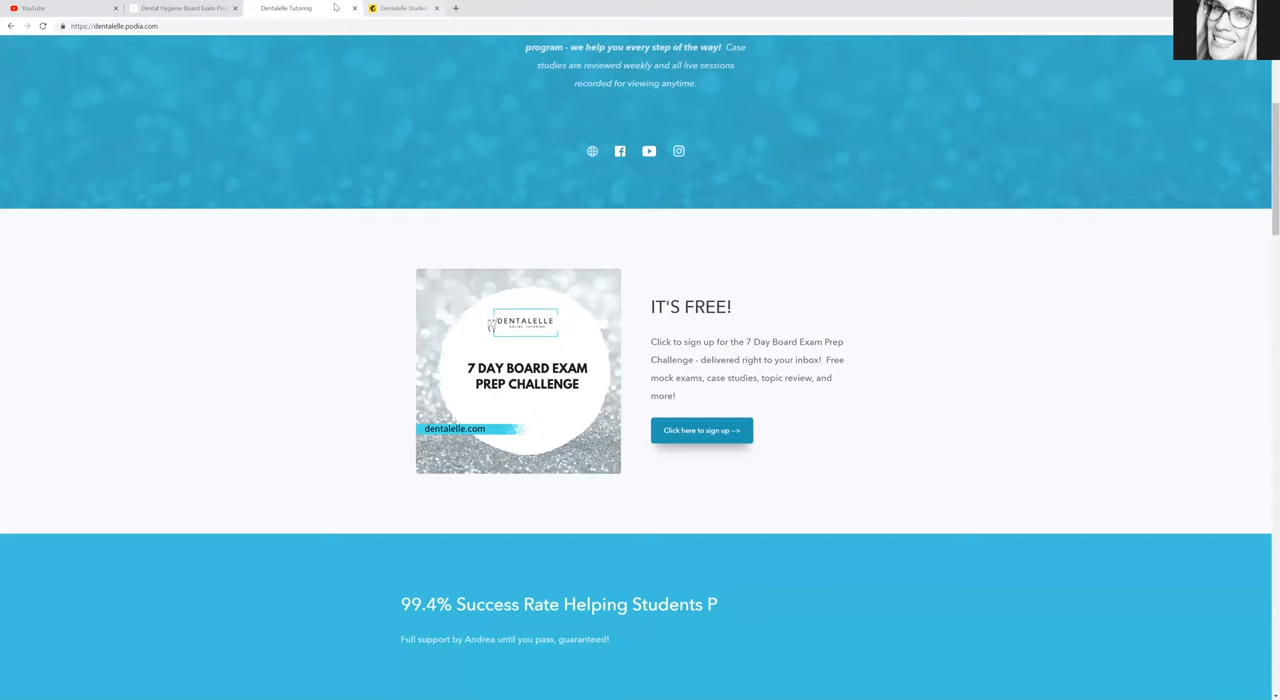 YouTube
Dental Hygiene Board Exam Prep
Dentalelle Tutoring
Dentalelle Studen
https://dentalelle.podia.com
program - we help you every step of the way! Case
studies are reviewed weekly and all live sessions
recorded for viewing anytime.
DENTALELLE
ONLINE TUTORING
7 DAY BOARD EXAM
PREP CHALLENGE
dentalelle.com
IT'S FREE!
Click to sign up for the 7 Day Board Exam Prep
Challenge - delivered right to your inbox! Free
mock exams, case studies, topic review, and
more!
Click here to sign up -->
99.4% Success Rate Helping Students P
Full support by Andrea until you pass, guaranteed!